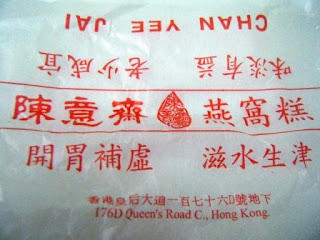 CHAN YEE JAI
味淡有益 老少咸宜
陳意齋 燕窩糕
開胃補虛 滋水生津
香港皇后大道一百七十六D號地下
176D Queen's Road C., Hong Kong.